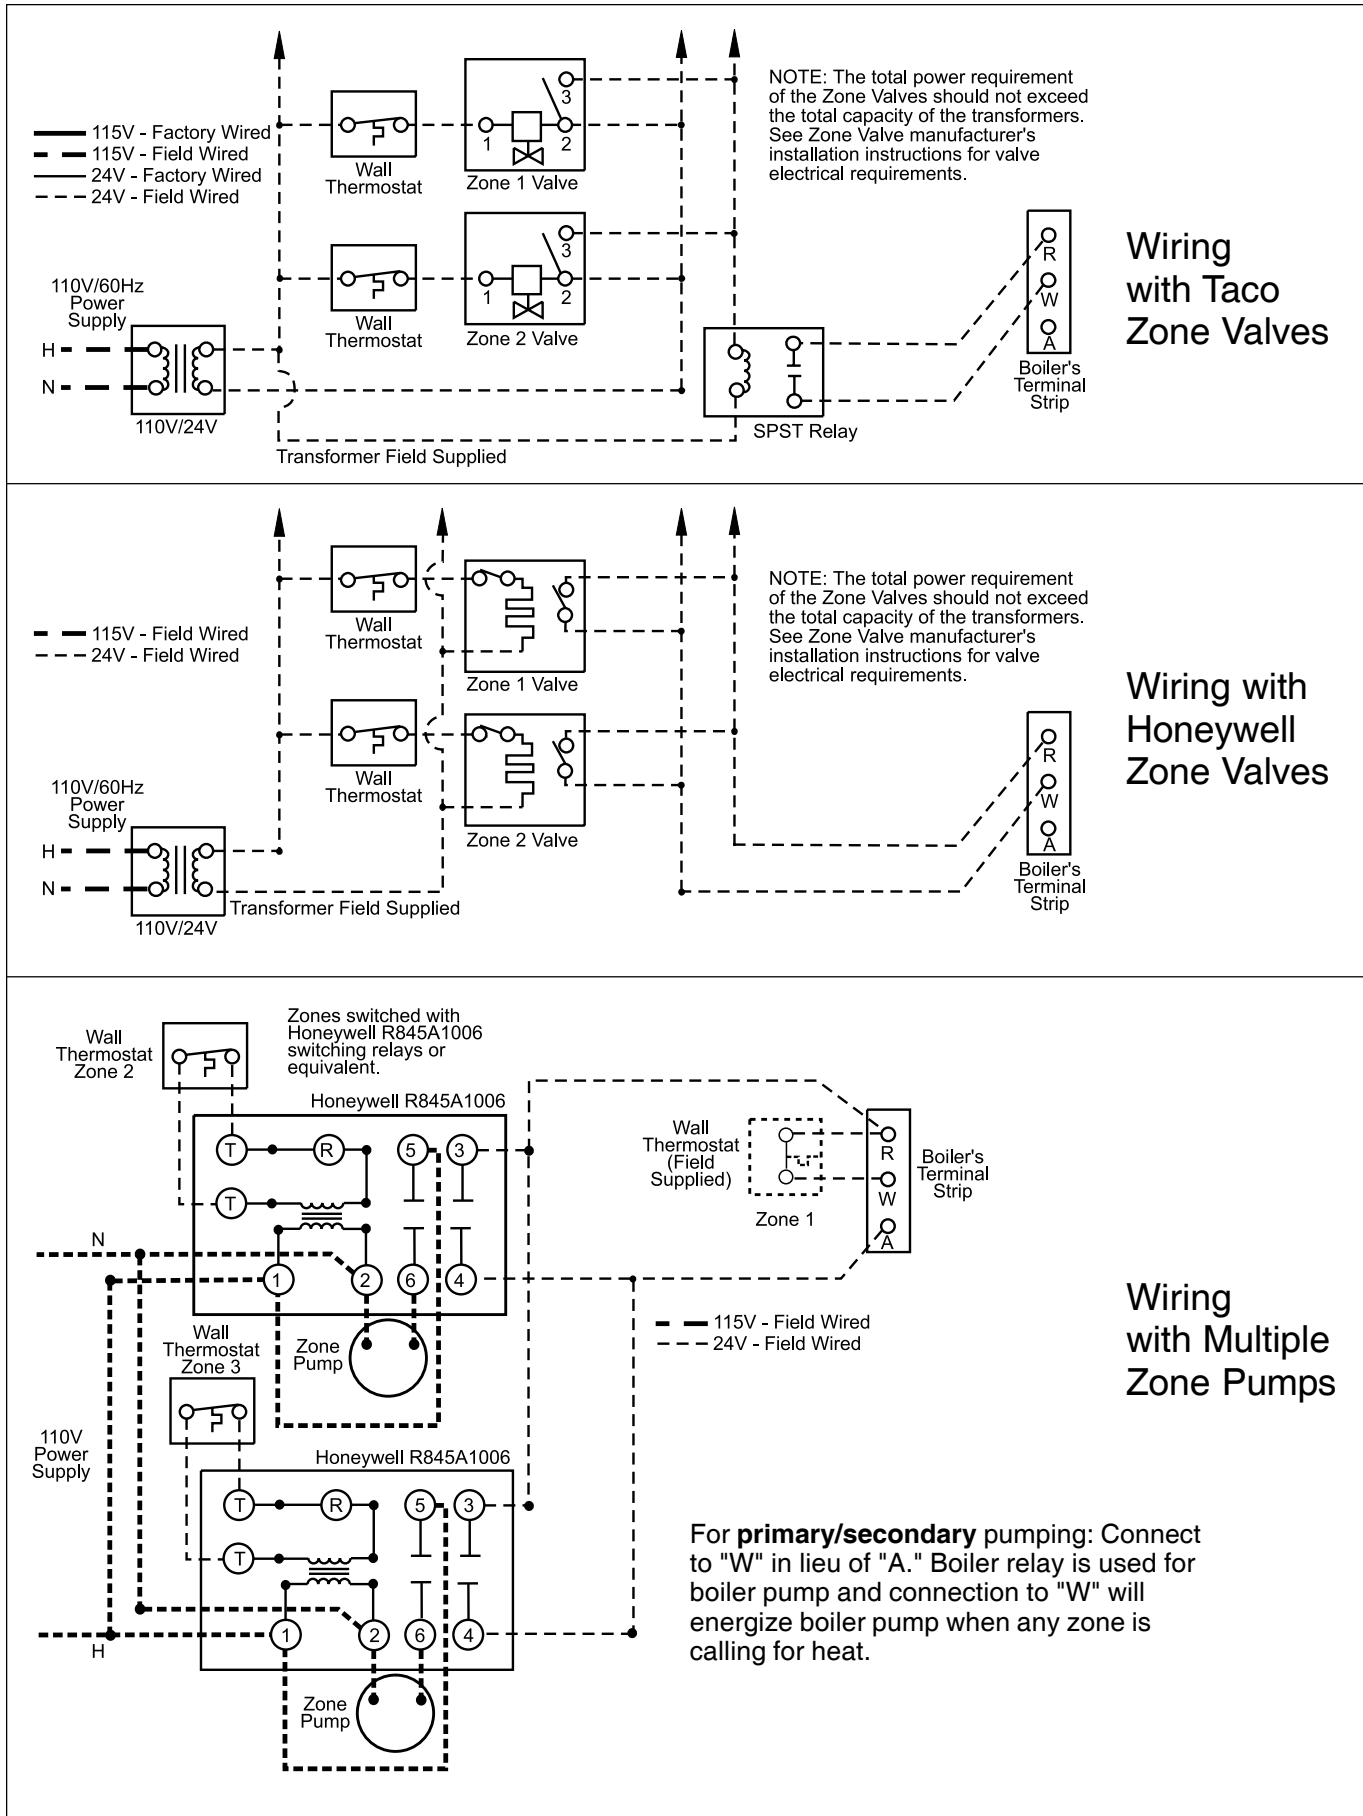 115V - Factory Wired
115V - Field Wired
24V - Factory Wired
24V - Field Wired
Wall
Thermostat
1
2
3
Zone 1 Valve
NOTE: The total power requirement
of the Zone Valves should not exceed
the total capacity of the transformers.
See Zone Valve manufacturer's
installation instructions for valve
electrical requirements.
Wall
Thermostat
1
2
3
Zone 2 Valve
110V/60Hz
Power
Supply
H
N
110V/24V
Transformer Field Supplied
SPST Relay
R
W
A
Boiler's
Terminal
Strip
Wiring
with Taco
Zone Valves
115V - Field Wired
24V - Field Wired
Wall
Thermostat
Zone 1 Valve
NOTE: The total power requirement
of the Zone Valves should not exceed
the total capacity of the transformers.
See Zone Valve manufacturer's
installation instructions for valve
electrical requirements.
Wall
Thermostat
Zone 2 Valve
110V/60Hz
Power
Supply
H
N
110V/24V
Transformer Field Supplied
R
W
A
Boiler's
Terminal
Strip
Wiring with
Honeywell
Zone Valves
Wall
Thermostat
Zone 2
Zones switched with
Honeywell R845A1006
switching relays or
equivalent.
Honeywell R845A1006
T
R
5
3
T
1
2
6
4
N
Zone
Pump
Wall
Thermostat
(Field
Supplied)
Zone 1
R
W
A
Boiler's
Terminal
Strip
115V - Field Wired
24V - Field Wired
Wiring
with Multiple
Zone Pumps
Wall
Thermostat
Zone 3
110V
Power
Supply
Honeywell R845A1006
T
R
5
3
T
1
2
6
4
H
Zone
Pump
For primary/secondary pumping: Connect
to "W" in lieu of "A." Boiler relay is used for
boiler pump and connection to "W" will
energize boiler pump when any zone is
calling for heat.